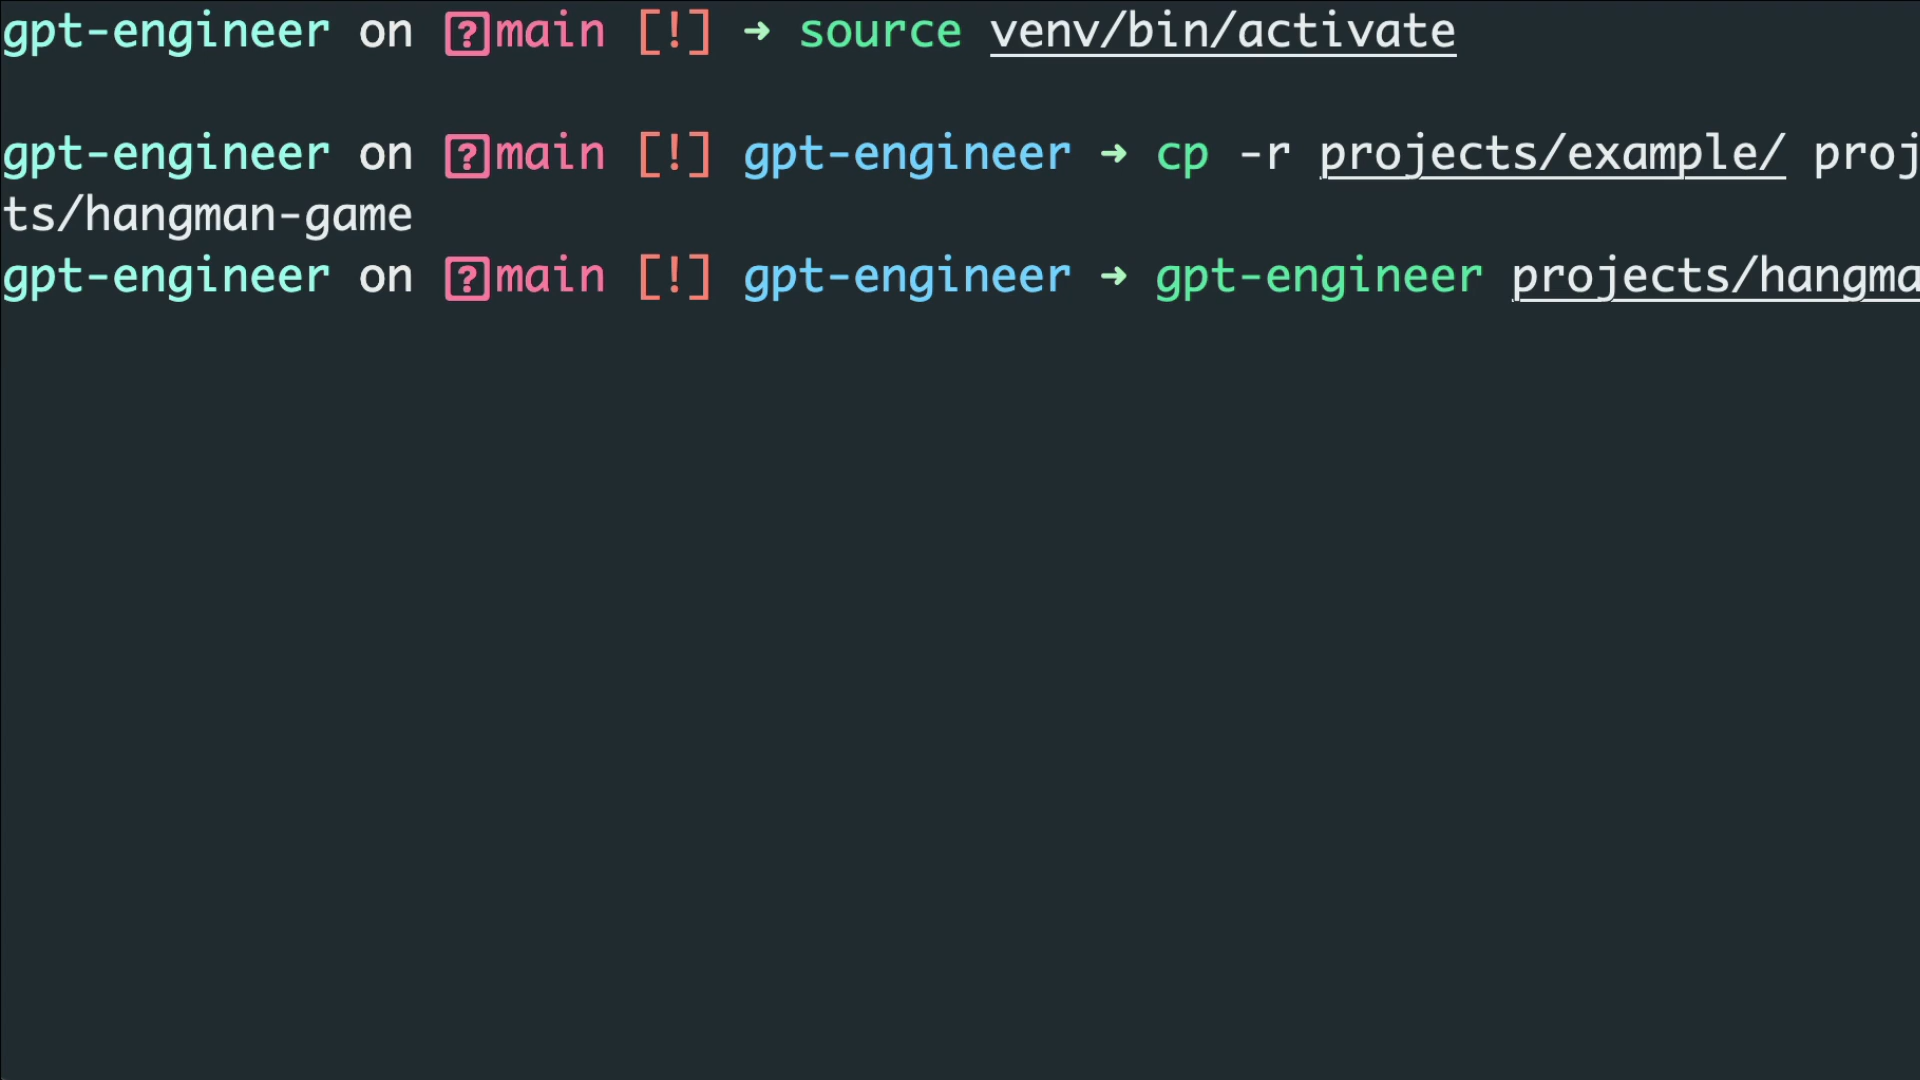 gpt-engineer on ?main [!] ➜ source venv/bin/activate
gpt-engineer on ?main [!] gpt-engineer ➜ cp -r projects/example/ proj
ts/hangman-game
gpt-engineer on ?main [!] gpt-engineer ➜ gpt-engineer projects/hangma